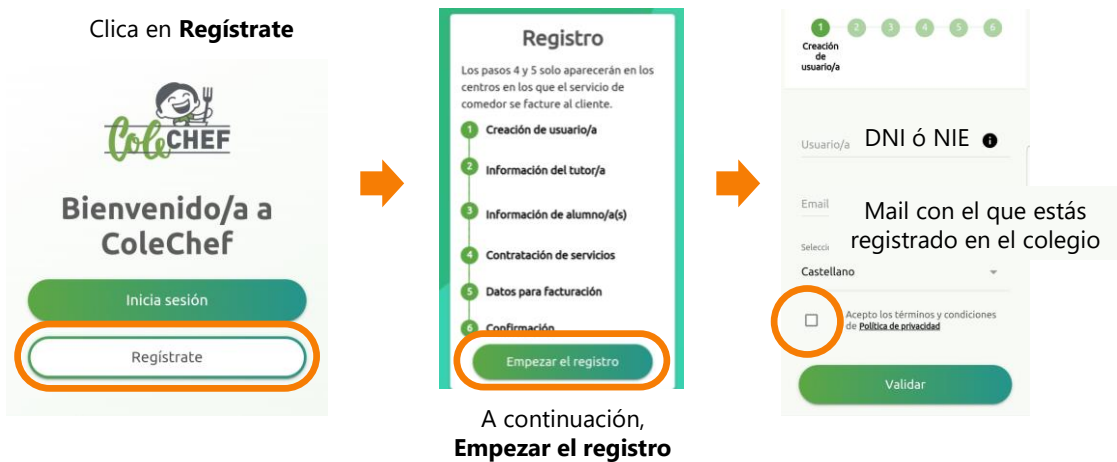 Clica en Regístrate
ColeCHEF
Bienvenido/a a
ColeChef
Inicia sesión
Regístrate
Registro
Los pasos 4 y 5 solo aparecerán en los
centros en los que el servicio de
comedor se facture al cliente.
1 Creación de usuario/a
2 Información del tutor/a
3 Información de alumno/a(s)
4 Contratación de servicios
5 Datos para facturación
6 Confirmación
Empezar el registro
A continuación,
Empezar el registro
1 2 3 4 5 6
Creación
de
usuario/a
Usuario/a DNI ó NIE i
Email
Mail con el que estás
registrado en el colegio
Castellano
Acepto los términos y condiciones
de Política de privacidad
Validar